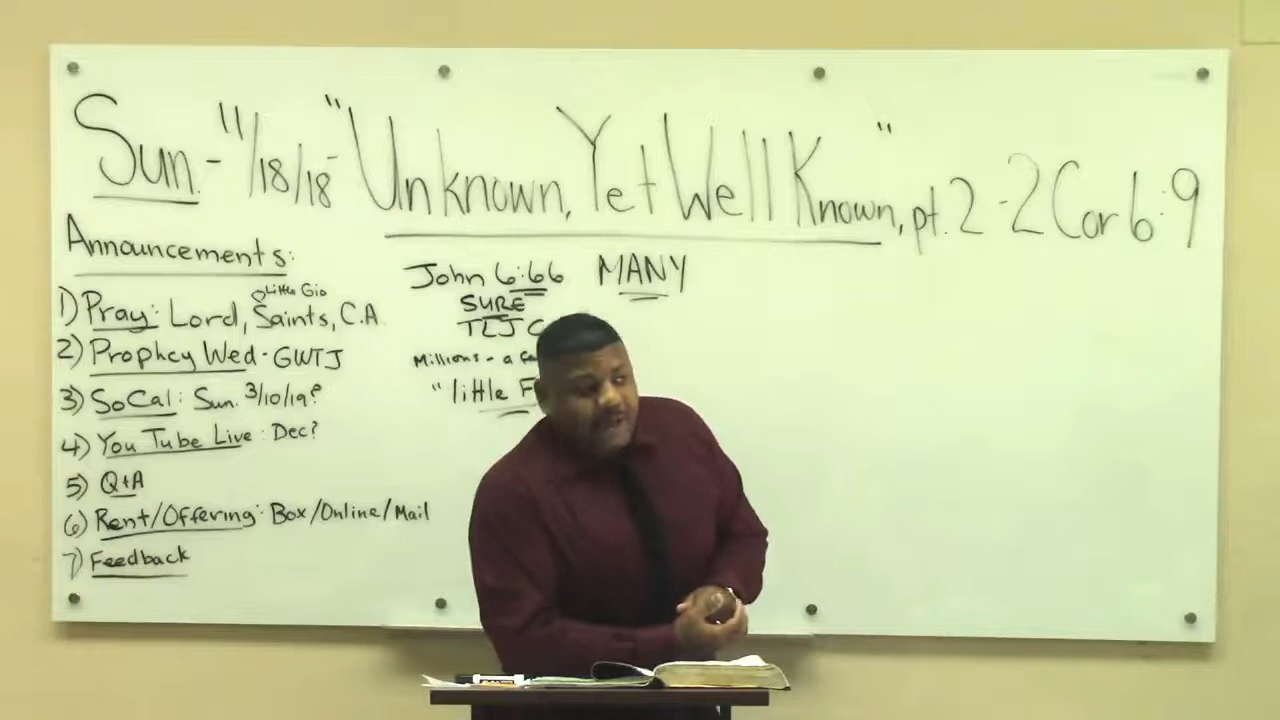 Sun. - 11/18/18 - "Unknown, Yet Well Known", pt. 2 - 2 Cor 6:9
Announcements:
Little Gio
1) Pray: Lord, Saints, C.A.
2) Prophcy Wed - GWTJ
3) SoCal: Sun. 3/10/19?
4) You Tube Live: Dec?
5) Q+A
6) Rent/Offering: Box/Online/Mail
7) Feedback
John 6:66 MANY
SURE
TLJC
Millions - a
"little F